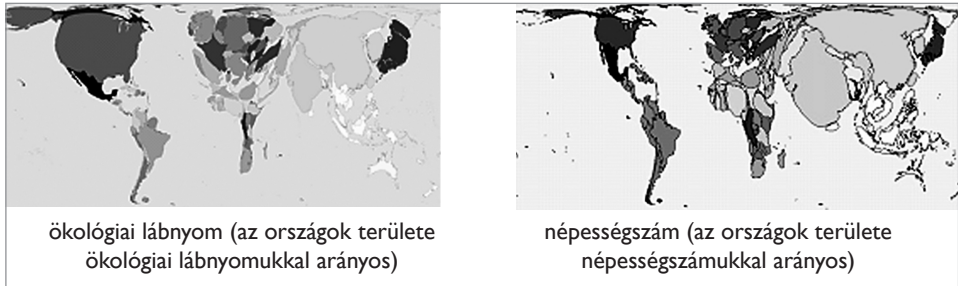 ökológiai lábnyom (az országok területe
ökológiai lábnyomukkal arányos)
népességszám (az országok területe
népességszámukkal arányos)